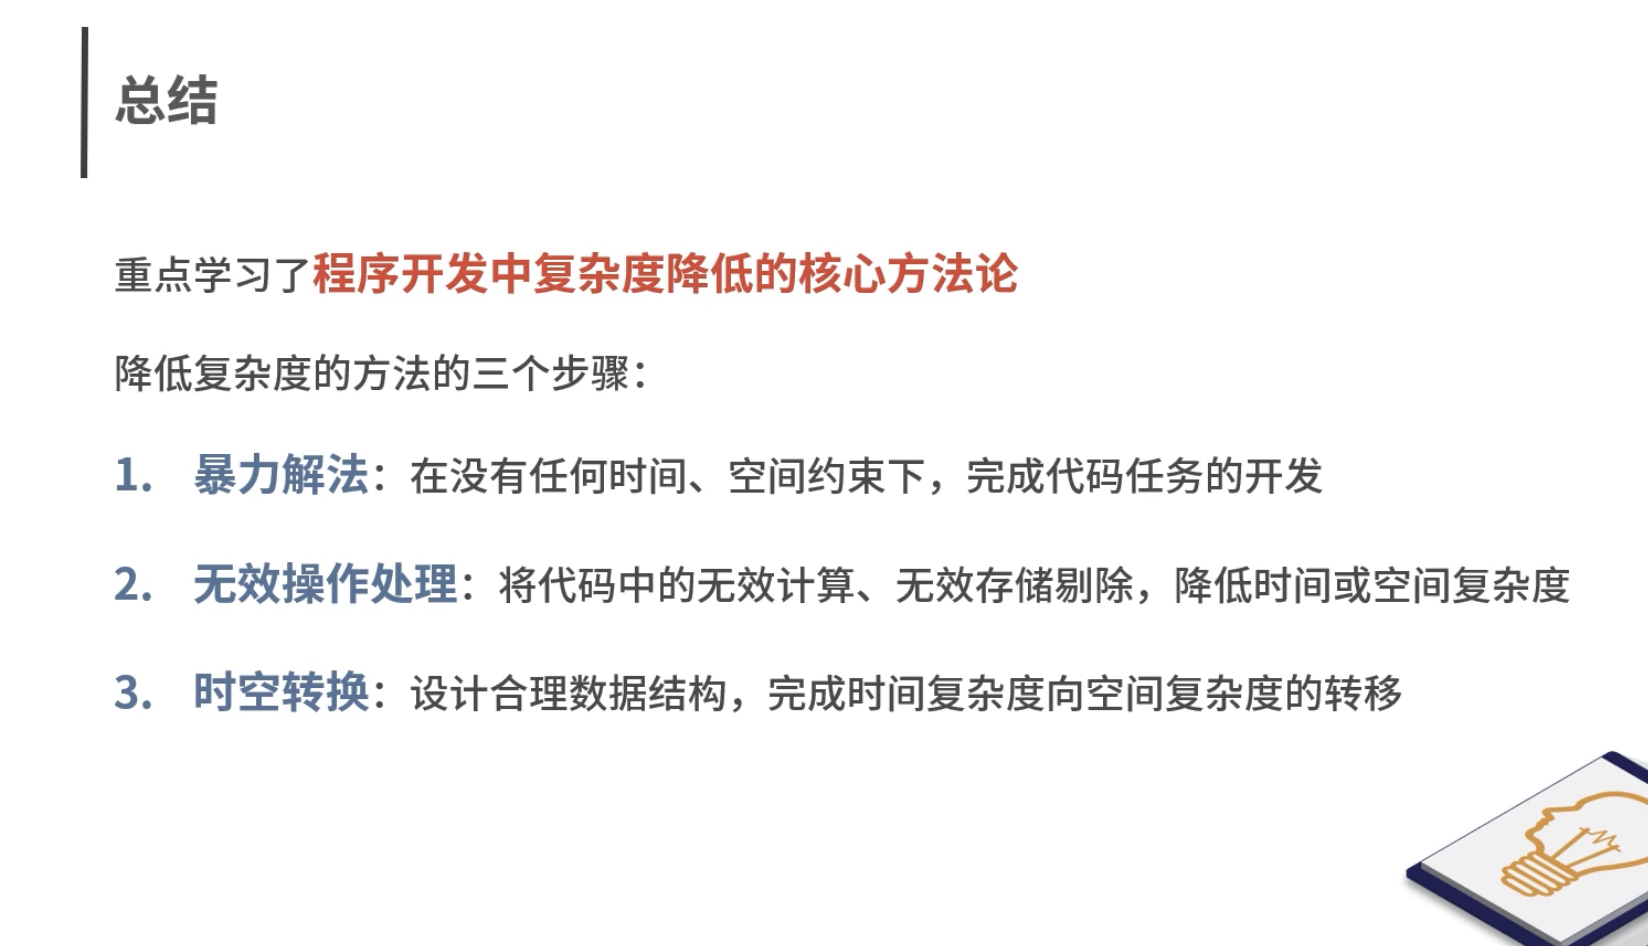 总结
重点学习了程序开发中复杂度降低的核心方法论
降低复杂度的方法的三个步骤：
1. 暴力解法：在没有任何时间、空间约束下，完成代码任务的开发
2. 无效操作处理：将代码中的无效计算、无效存储剔除，降低时间或空间复杂度
3. 时空转换：设计合理数据结构，完成时间复杂度向空间复杂度的转移